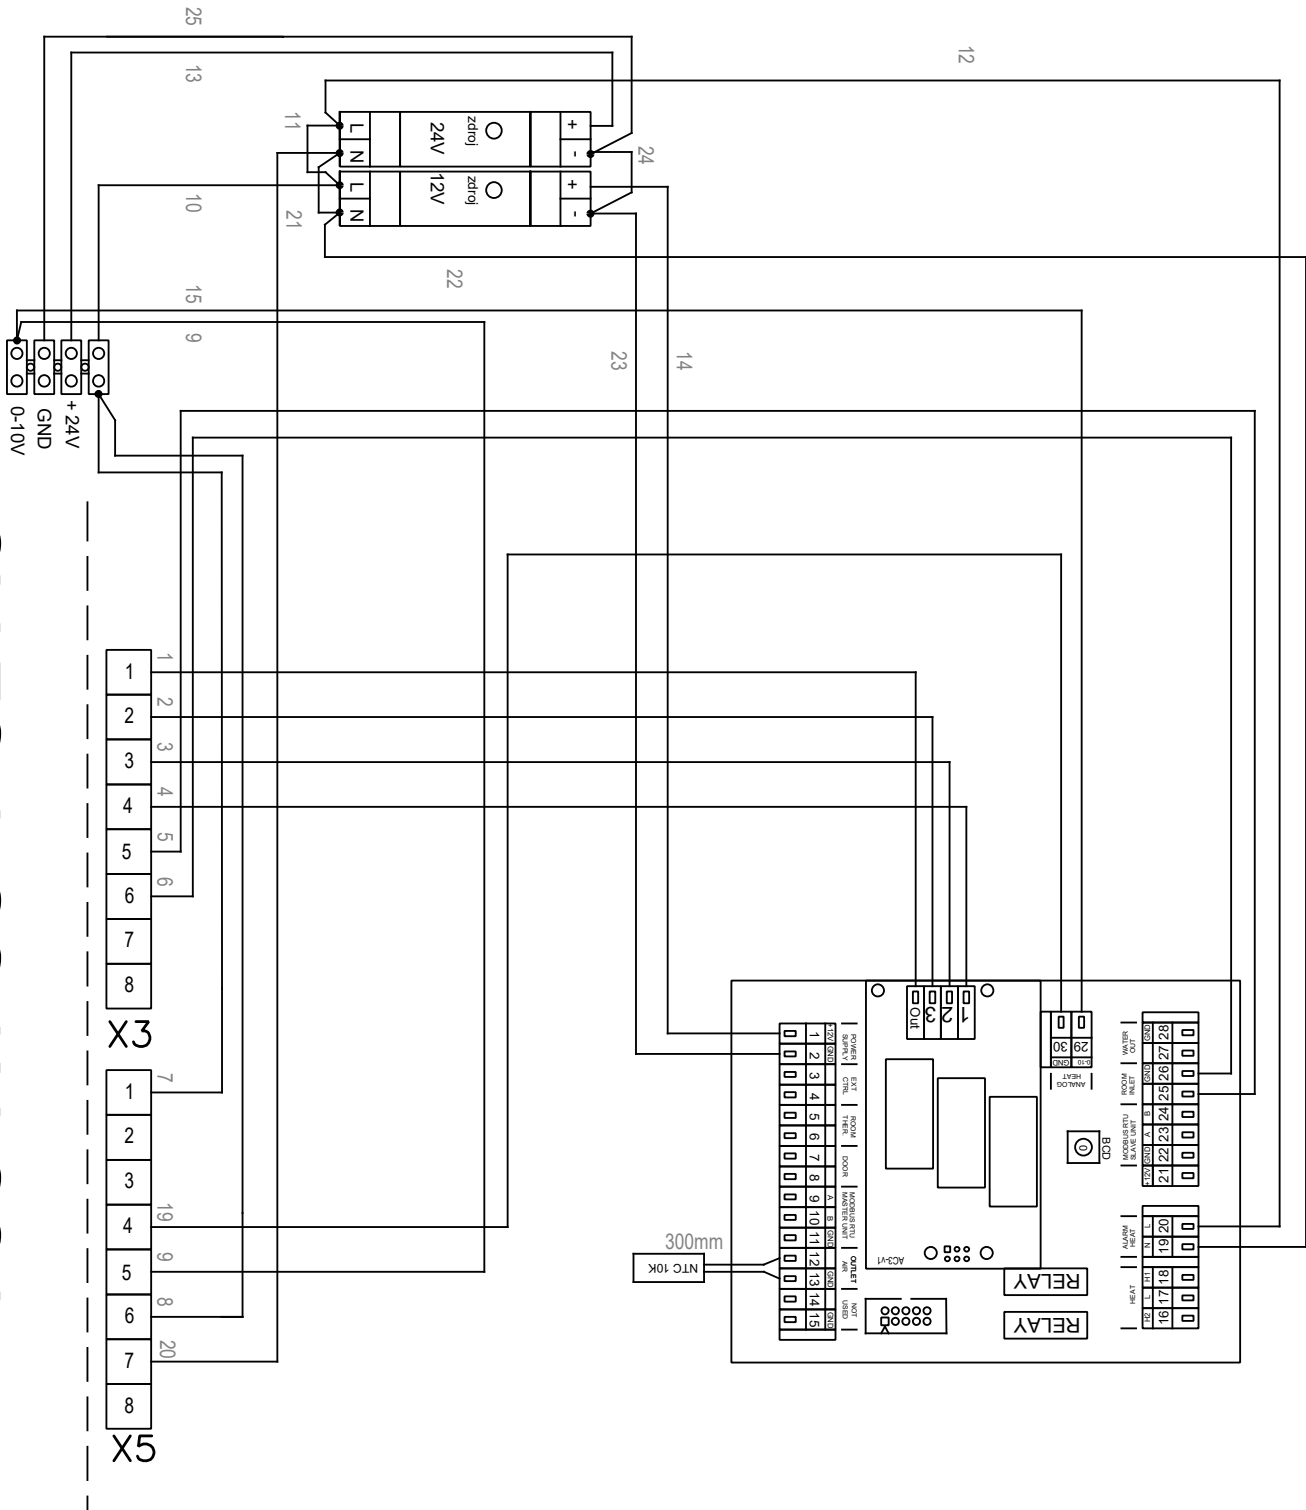 25
13
12
11
24
10
21
22
15
9
23
14
L
N
24V
zdroj
+
-
L
N
12V
zdroj
+
-
0-10V
GND
+ 24V
1
2
3
4
5
6
7
8
X3
1
2
3
4
5
6
1
2
3
4
5
6
7
8
X5
7
19
9
8
20
300mm
NTC 10K
1
2
3
4
5
6
7
8
9
10
11
12
13
14
15
+12V
GND
A
B
GND
GND
GND
POWER
SUPPLY
EXT
CTRL
ROOM
THER.
DOOR
MODBUS RTU
MASTER UNIT
OUTLET
AIR
NOT
USED
Out
3
2
1
AC3-v1
30
29
GND
0-10
ANALOG
HEAT
BCD
0
RELAY
RELAY
WATER
OUT
ROOM
INLET
MODBUS RTU
SLAVE UNIT
GND
GND
B
A
GND
+12V
28
27
26
25
24
23
22
21
ALARM
HEAT
HEAT
L
N
H1
L
H2
20
19
18
17
16